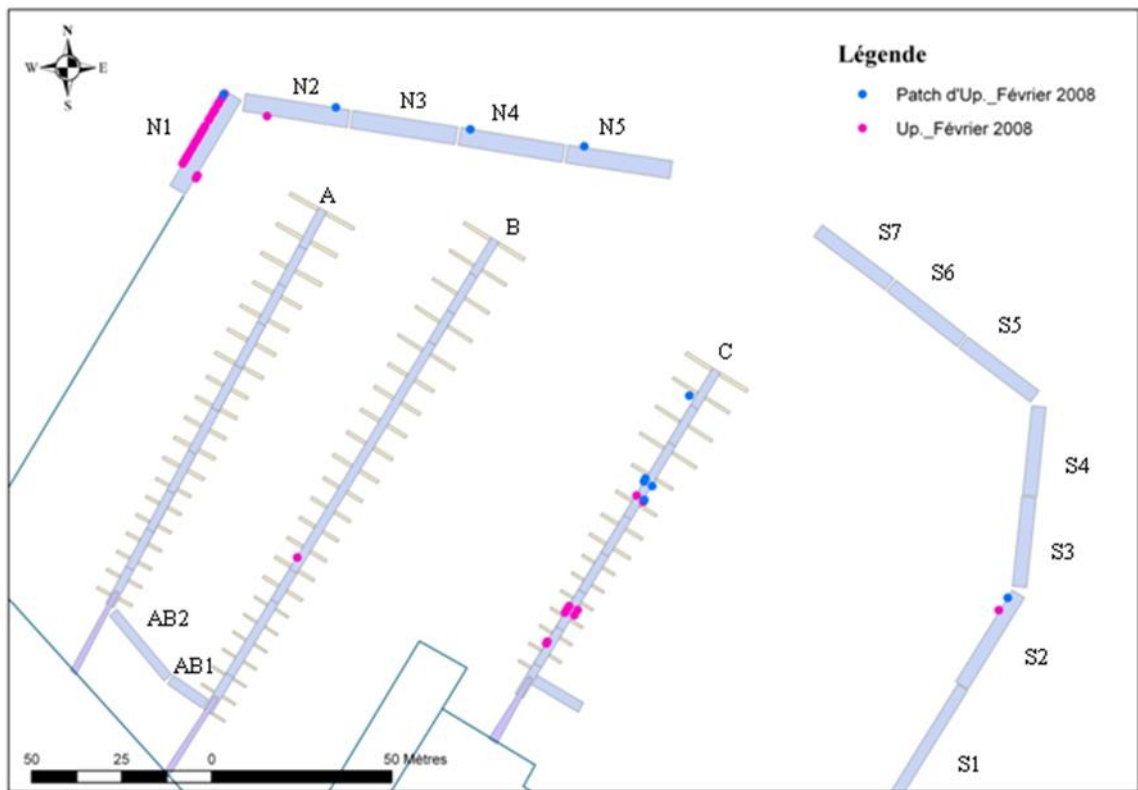 N
W E
S
Légende
Patch d'Up._Février 2008
Up._Février 2008
N1
N2
N3
N4
N5
A
B
C
S7
S6
S5
S4
S3
S2
S1
AB2
AB1
50 25 0 50 Mètres